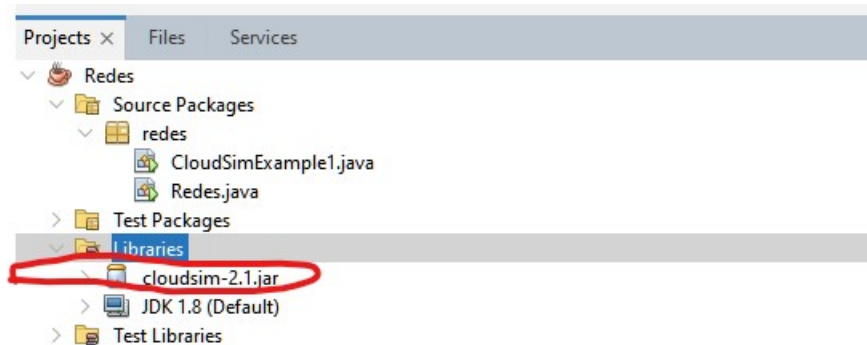 Projects × Files Services
Redes
Source Packages
redes
CloudSimExample1.java
Redes.java
Test Packages
Libraries
cloudsim-2.1.jar
JDK 1.8 (Default)
Test Libraries